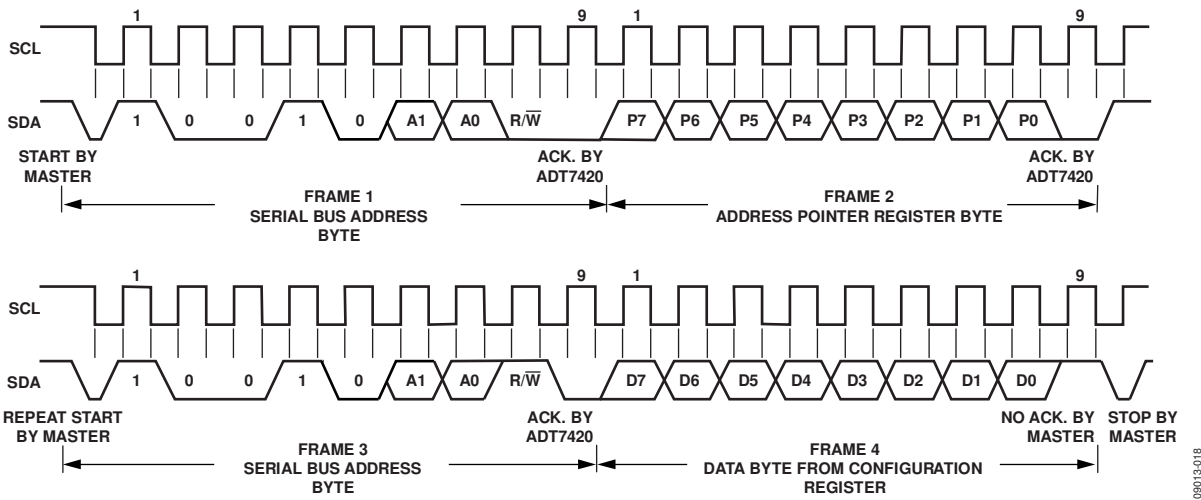 1 9 1 9
SCL
SDA 1 0 0 1 0 A1 A0 R/W̅ P7 P6 P5 P4 P3 P2 P1 P0
START BY
MASTER
ACK. BY
ADT7420
ACK. BY
ADT7420
FRAME 1
SERIAL BUS ADDRESS
BYTE
FRAME 2
ADDRESS POINTER REGISTER BYTE
1 9 1 9
SCL
SDA 1 0 0 1 0 A1 A0 R/W̅ D7 D6 D5 D4 D3 D2 D1 D0
REPEAT START
BY MASTER
ACK. BY
ADT7420
NO ACK. BY
MASTER
STOP BY
MASTER
FRAME 3
SERIAL BUS ADDRESS
BYTE
FRAME 4
DATA BYTE FROM CONFIGURATION
REGISTER
09013-018